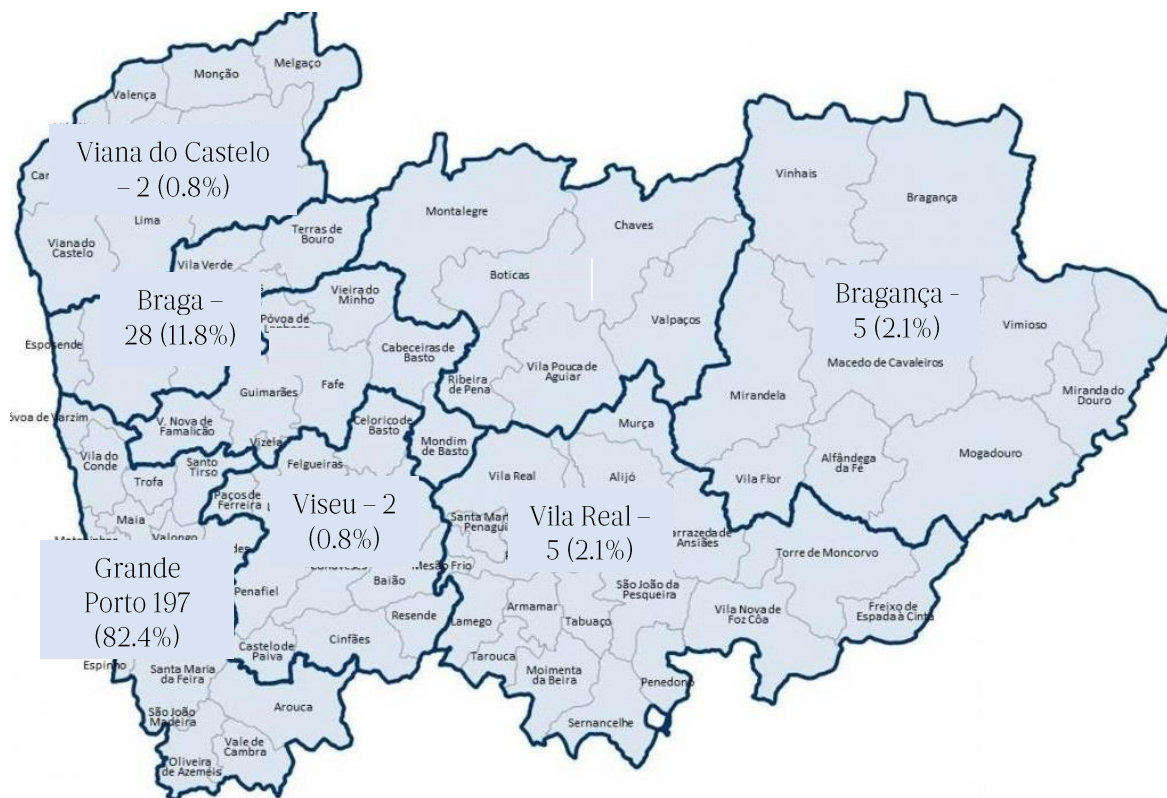 Melgaço
Monção
Valença
Viana do Castelo
– 2 (0.8%)
Lima
Viana do
Castelo
Terras de
Bouro
Vila Verde
Montalegre
Chaves
Vinhais
Bragança
Braga –
28 (11.8%)
Vieira do
Minho
Póvoa de
Boticas
Valpaços
Bragança -
5 (2.1%)
Vimioso
Esposende
Cabeceiras de
Basto
Macedo de Cavaleiros
Guimarães
Fafe
Ribeira
de Pena
Vila Pouca de
Aguiar
Mirandela
Miranda do
Douro
V. Nova de
Famalicão
Celorico de
Basto
Murça
Vizela
Mondim
de Basto
Vila do
Conde
Santo
Tirso
Felgueiras
Vila Real
Alijó
Vila Flor
Alfândega
da Fé
Mogadouro
Trofa
Paços de
Ferreira
Viseu – 2
(0.8%)
Vila Real –
5 (2.1%)
Maia
Valongo
Ansiães
Torre de Moncorvo
Grande
Porto 197
(82.4%)
Mesão Frio
Baião
Penafiel
São João da
Pesqueira
Resende
Lamego
Armamar
Tabuaço
Vila Nova de
Foz Côa
Freixo de
Espada à Cinta
Castelo de
Paiva
Cinfães
Espinho
Santa Maria
da Feira
Tarouca
Moimenta
da Beira
Penedono
São João
Madeira
Arouca
Sernancelhe
Vale de
Cambra
Oliveira
de Azeméis